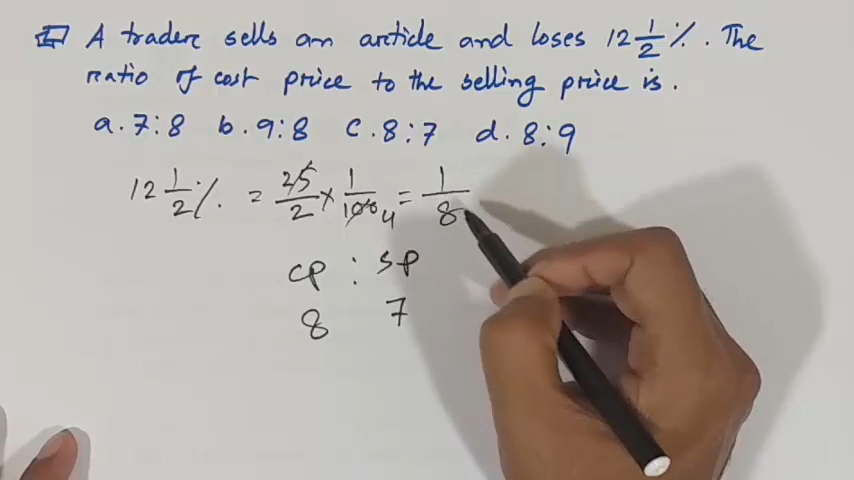 A trader sells an article and loses 12 1/2 %. The
ratio of cost price to the selling price is.
a. 7:8 b. 9:8 c. 8:7 d. 8:9
12 1/2 % = 25/2 × 1/100 4 = 1/8
CP : SP
8 7